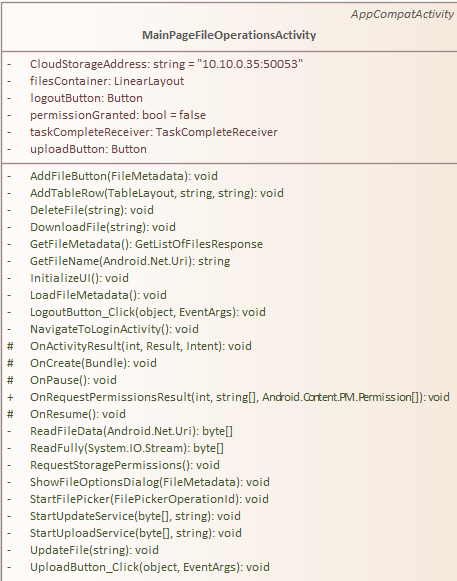 AppCompatActivity
MainPageFileOperationsActivity
- CloudStorageAddress: string = "10.10.0.35:50053"
- filesContainer: LinearLayout
- logoutButton: Button
- permissionGranted: bool = false
- taskCompleteReceiver: TaskCompleteReceiver
- uploadButton: Button
- AddFileButton(FileMetadata): void
- AddTableRow(TableLayout, string, string): void
- DeleteFile(string): void
- DownloadFile(string): void
- GetFileMetadata(): GetListOfFilesResponse
- GetFileName(Android.Net.Uri): string
- InitializeUI(): void
- LoadFileMetadata(): void
- LogoutButton_Click(object, EventArgs): void
- NavigateToLoginActivity(): void
# OnActivityResult(int, Result, Intent): void
# OnCreate(Bundle): void
# OnPause(): void
+ OnRequestPermissionsResult(int, string[], Android.Content.PM.Permission[]): void
# OnResume(): void
- ReadFileData(Android.Net.Uri): byte[]
- ReadFully(System.IO.Stream): byte[]
- RequestStoragePermissions(): void
- ShowFileOptionsDialog(FileMetadata): void
- StartFilePicker(FilePickerOperationId): void
- StartUpdateService(byte[], string): void
- StartUploadService(byte[], string): void
- UpdateFile(string): void
- UploadButton_Click(object, EventArgs): void